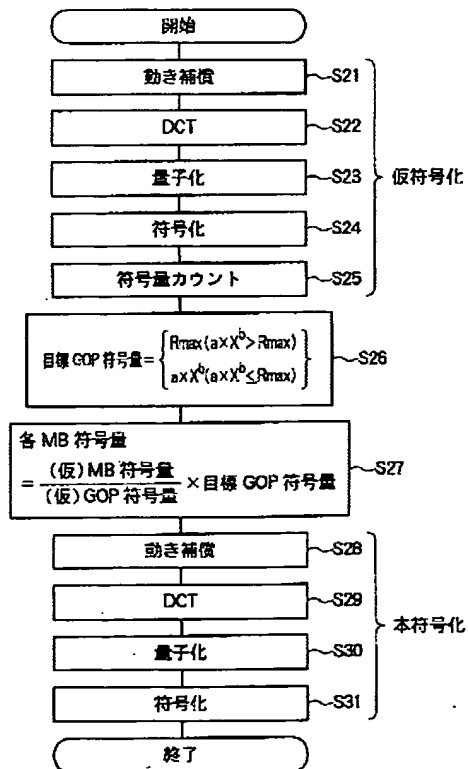 開始
動き補償
S21
DCT
S22
量子化
S23
符号化
S24
符号量カウント
S25
仮符号化
目標 GOP 符号量 = { Rmax (a×X^b > Rmax)
a×X^b (a×X^b ≤ Rmax) }
S26
各 MB 符号量
= (仮) MB 符号量 / (仮) GOP 符号量 × 目標 GOP 符号量
S27
動き補償
S28
DCT
S29
量子化
S30
符号化
S31
本符号化
終了